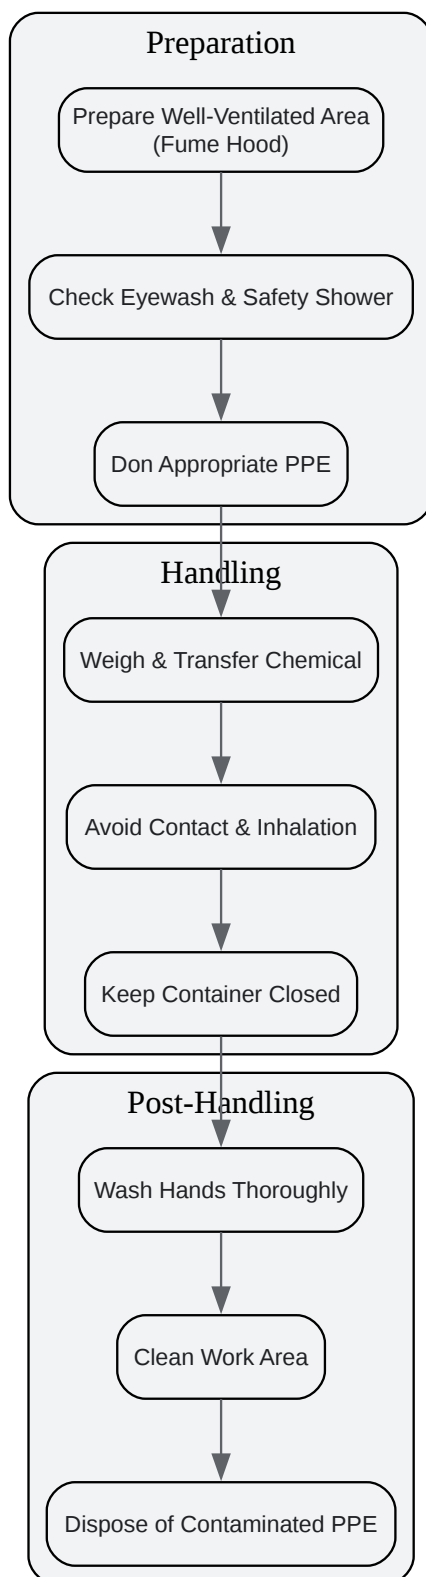 Preparation
Prepare Well-Ventilated Area
(Fume Hood)
Check Eyewash & Safety Shower
Don Appropriate PPE
Handling
Weigh & Transfer Chemical
Avoid Contact & Inhalation
Keep Container Closed
Post-Handling
Wash Hands Thoroughly
Clean Work Area
Dispose of Contaminated PPE